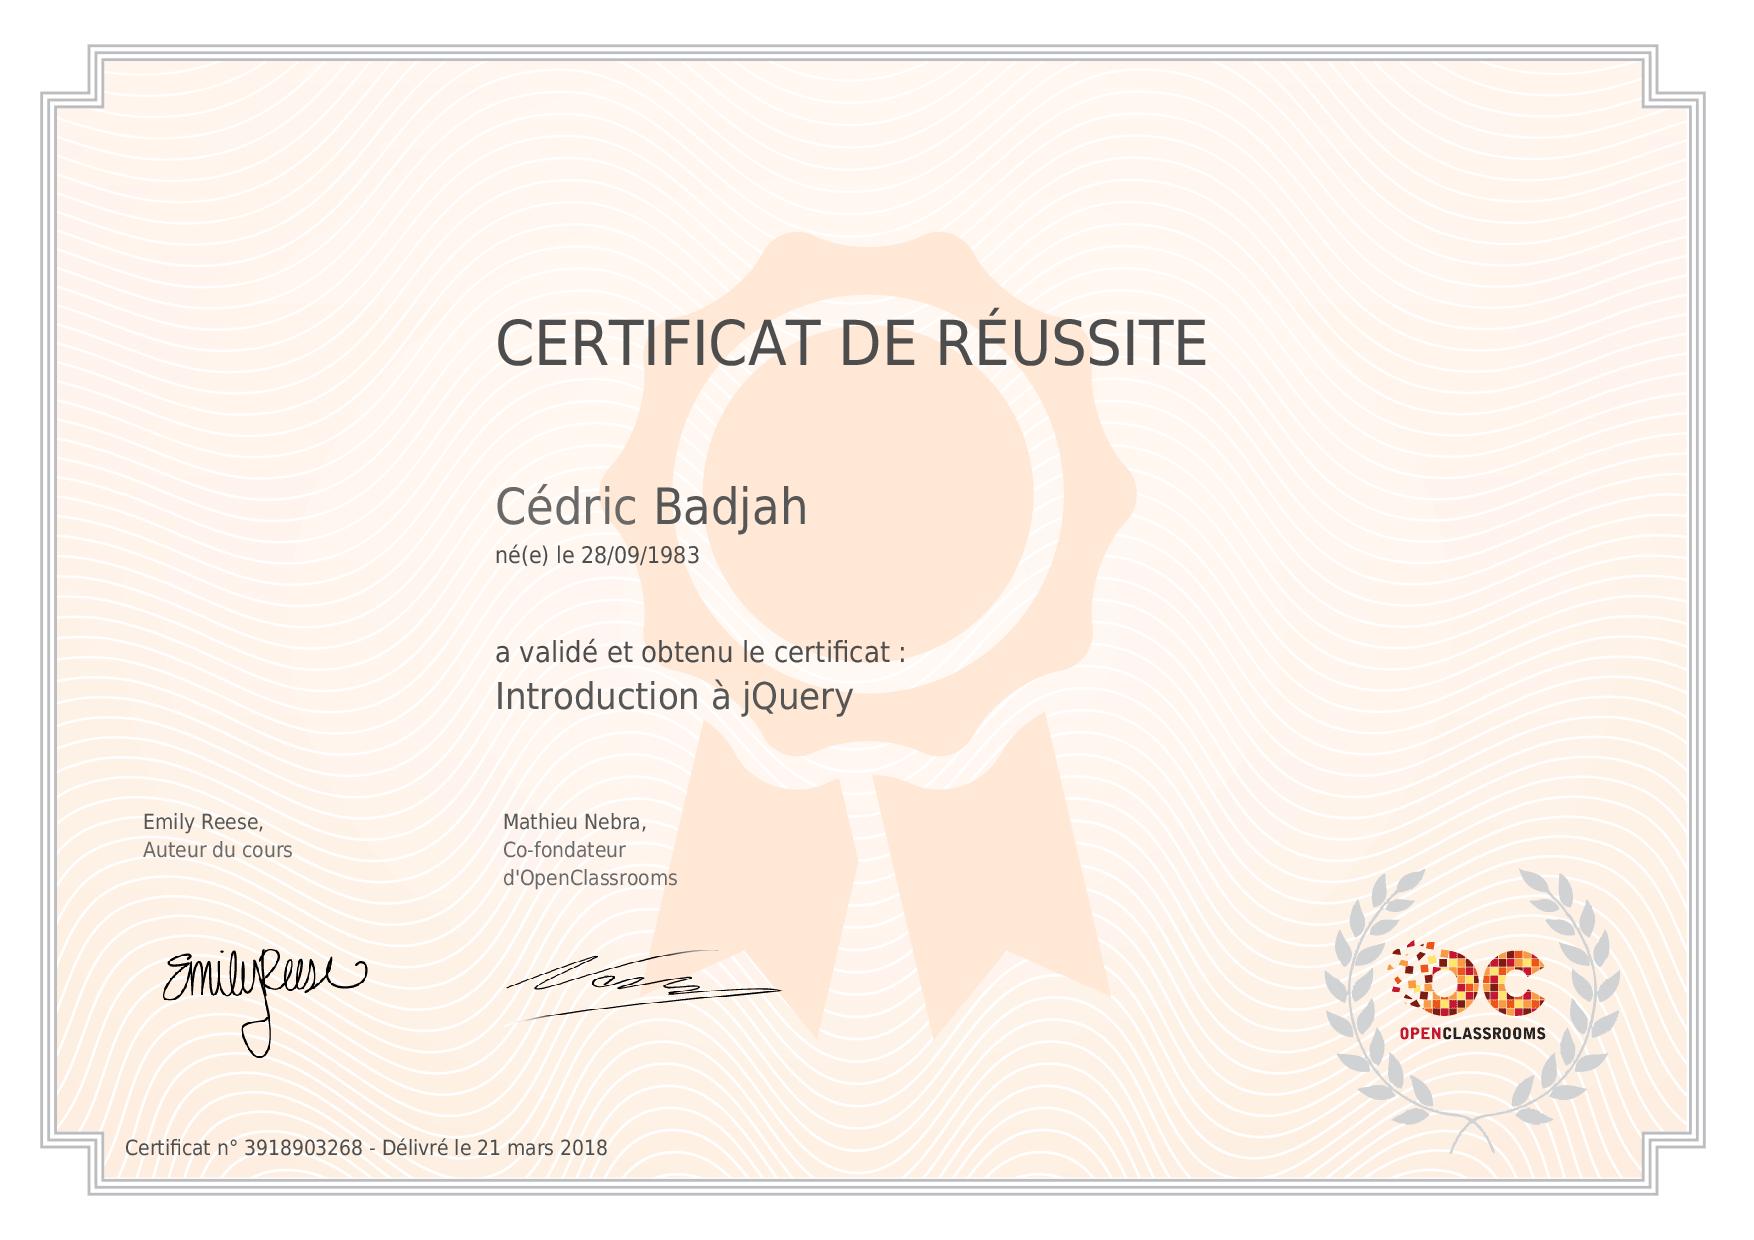 CERTIFICAT DE RÉUSSITE
Cédric Badjah
né(e) le 28/09/1983
a validé et obtenu le certificat :
Introduction à jQuery
Emily Reese,
Auteur du cours
Mathieu Nebra,
Co-fondateur
d'OpenClassrooms
Emily Reese
OC
OPENCLASSROOMS
Certificat n° 3918903268 - Délivré le 21 mars 2018